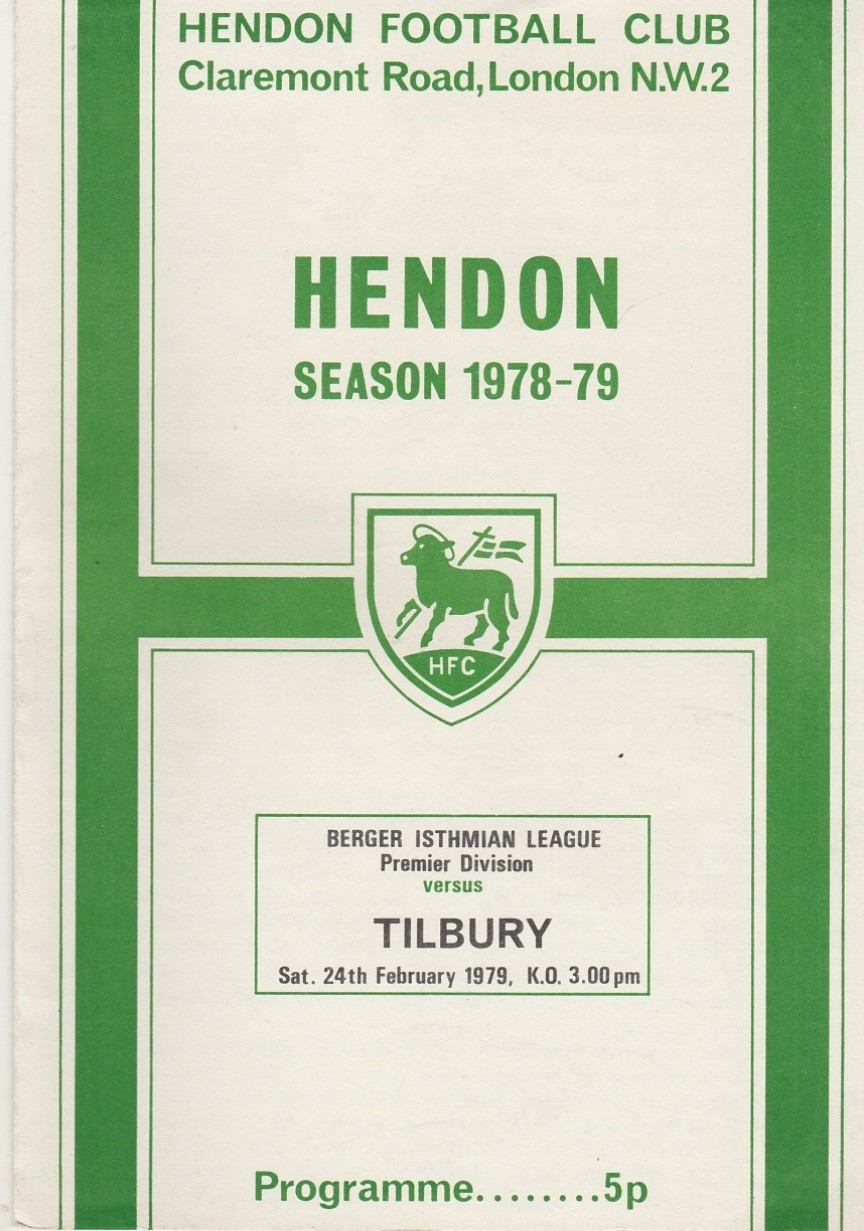 HENDON FOOTBALL CLUB
Claremont Road, London N.W.2
HENDON
SEASON 1978-79
HFC
BERGER ISTHMIAN LEAGUE
Premier Division
versus
TILBURY
Sat. 24th February 1979, K.O. 3.00pm
Programme........5p